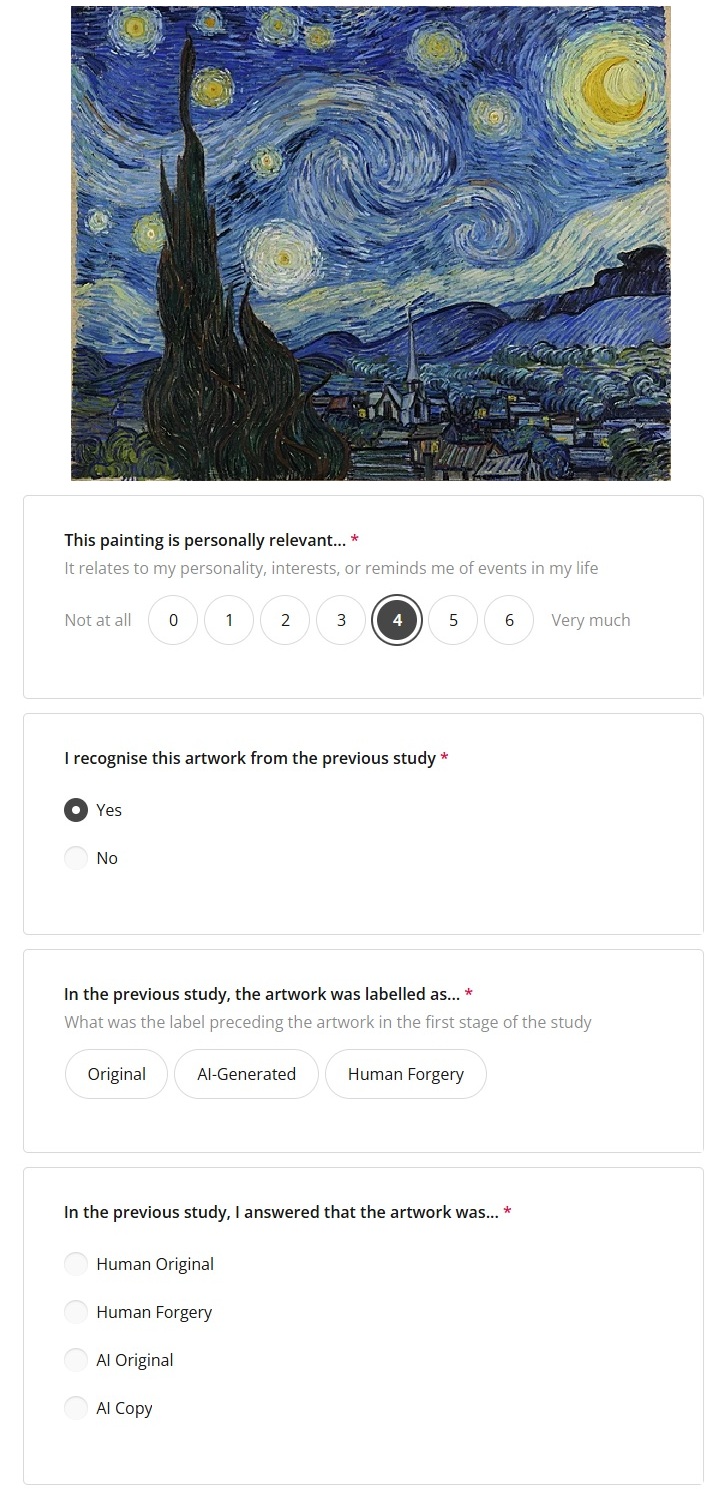 This painting is personally relevant... *
It relates to my personality, interests, or reminds me of events in my life
Not at all 0 1 2 3 4 5 6 Very much
I recognise this artwork from the previous study *
Yes
No
In the previous study, the artwork was labelled as... *
What was the label preceding the artwork in the first stage of the study
Original AI-Generated Human Forgery
In the previous study, I answered that the artwork was... *
Human Original
Human Forgery
AI Original
AI Copy